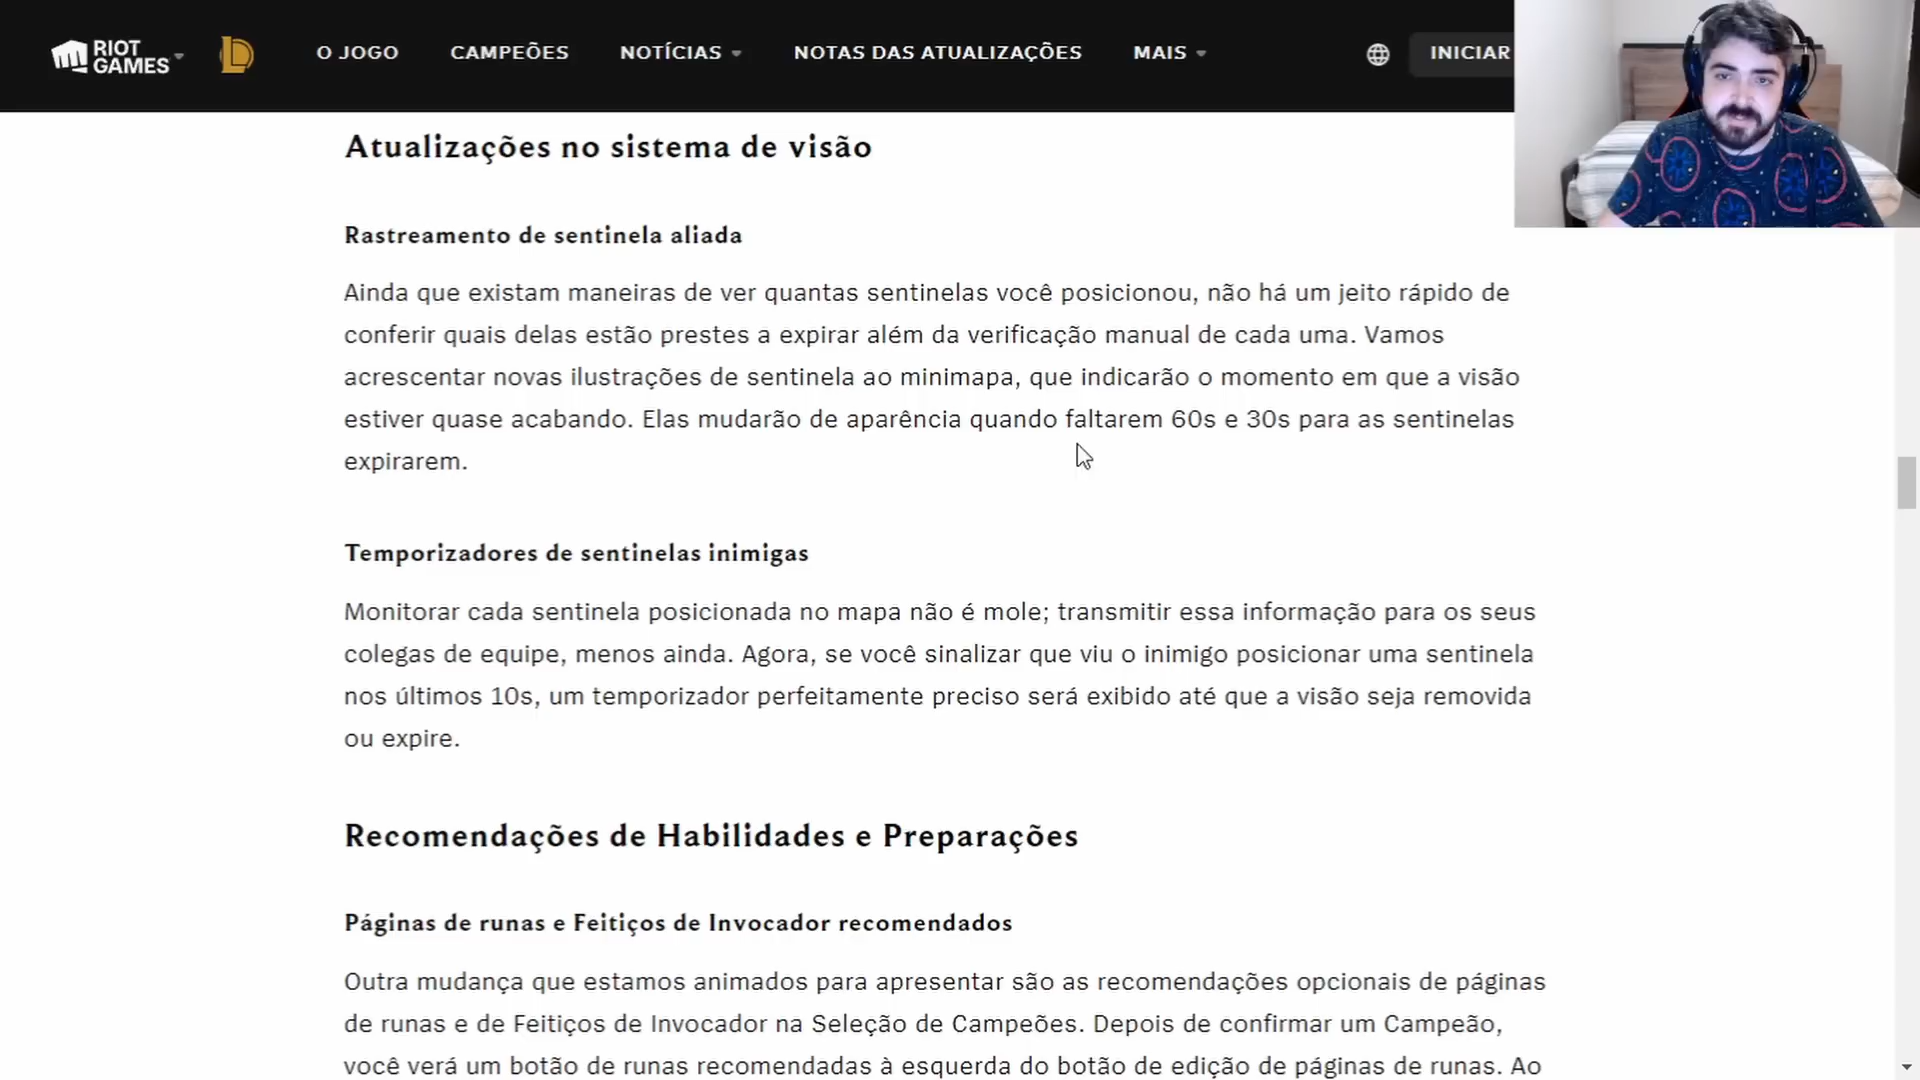 RIOT GAMES
O JOGO
CAMPEÕES
NOTÍCIAS
NOTAS DAS ATUALIZAÇÕES
MAIS
INICIAR
Atualizações no sistema de visão
Rastreamento de sentinela aliada
Ainda que existam maneiras de ver quantas sentinelas você posicionou, não há um jeito rápido de
conferir quais delas estão prestes a expirar além da verificação manual de cada uma. Vamos
acrescentar novas ilustrações de sentinela ao minimapa, que indicarão o momento em que a visão
estiver quase acabando. Elas mudarão de aparência quando faltarem 60s e 30s para as sentinelas
expirarem.
Temporizadores de sentinelas inimigas
Monitorar cada sentinela posicionada no mapa não é mole; transmitir essa informação para os seus
colegas de equipe, menos ainda. Agora, se você sinalizar que viu o inimigo posicionar uma sentinela
nos últimos 10s, um temporizador perfeitamente preciso será exibido até que a visão seja removida
ou expire.
Recomendações de Habilidades e Preparações
Páginas de runas e Feitiços de Invocador recomendados
Outra mudança que estamos animados para apresentar são as recomendações opcionais de páginas
de runas e de Feitiços de Invocador na Seleção de Campeões. Depois de confirmar um Campeão,
você verá um botão de runas recomendadas à esquerda do botão de edição de páginas de runas. Ao